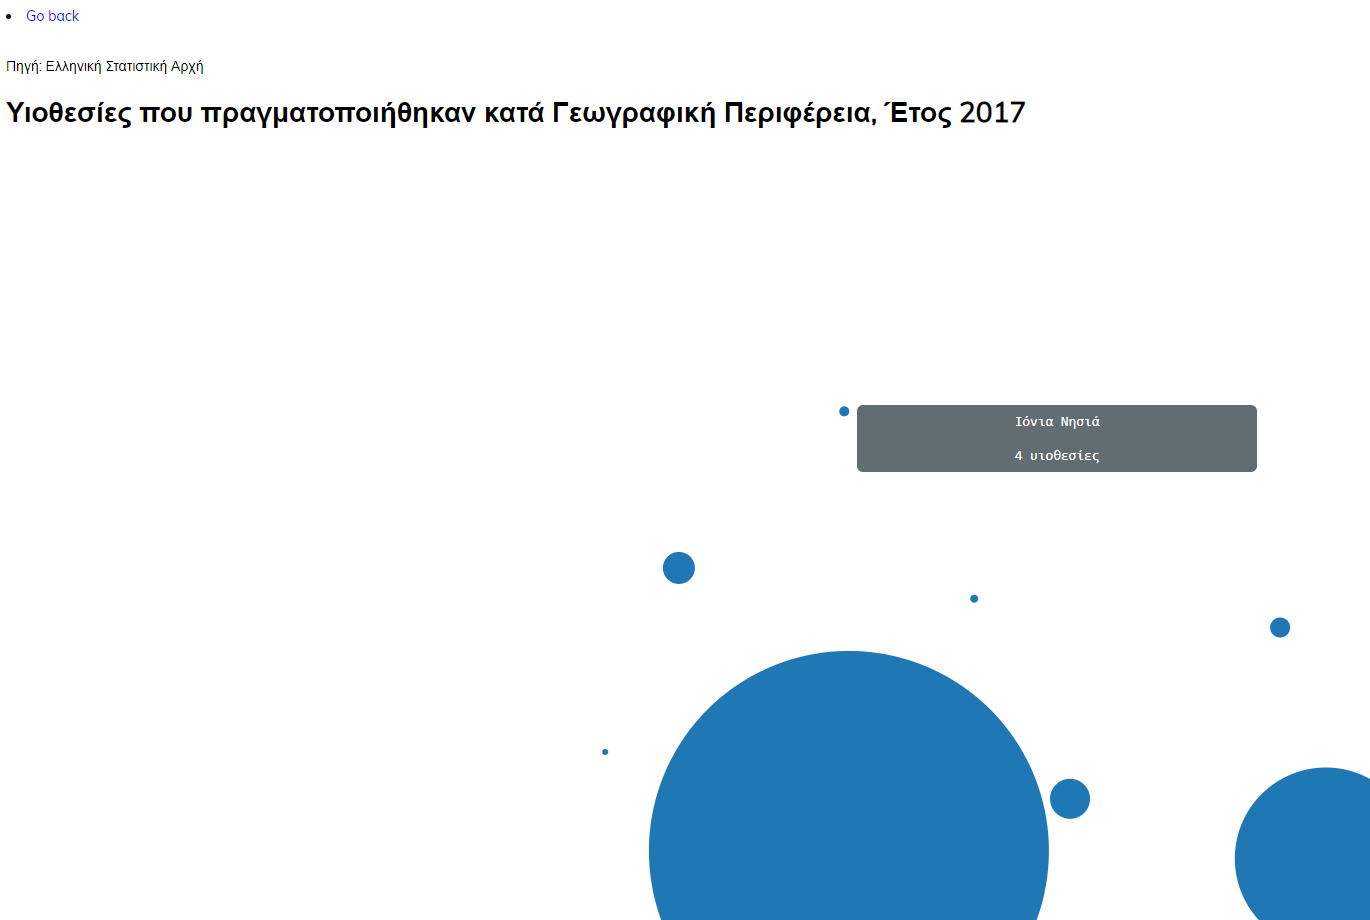 Go back
Πηγή: Ελληνική Στατιστική Αρχή
Υιοθεσίες που πραγματοποιήθηκαν κατά Γεωγραφική Περιφέρεια, Έτος 2017
Ιόνια Νησιά
4 υιοθεσίες